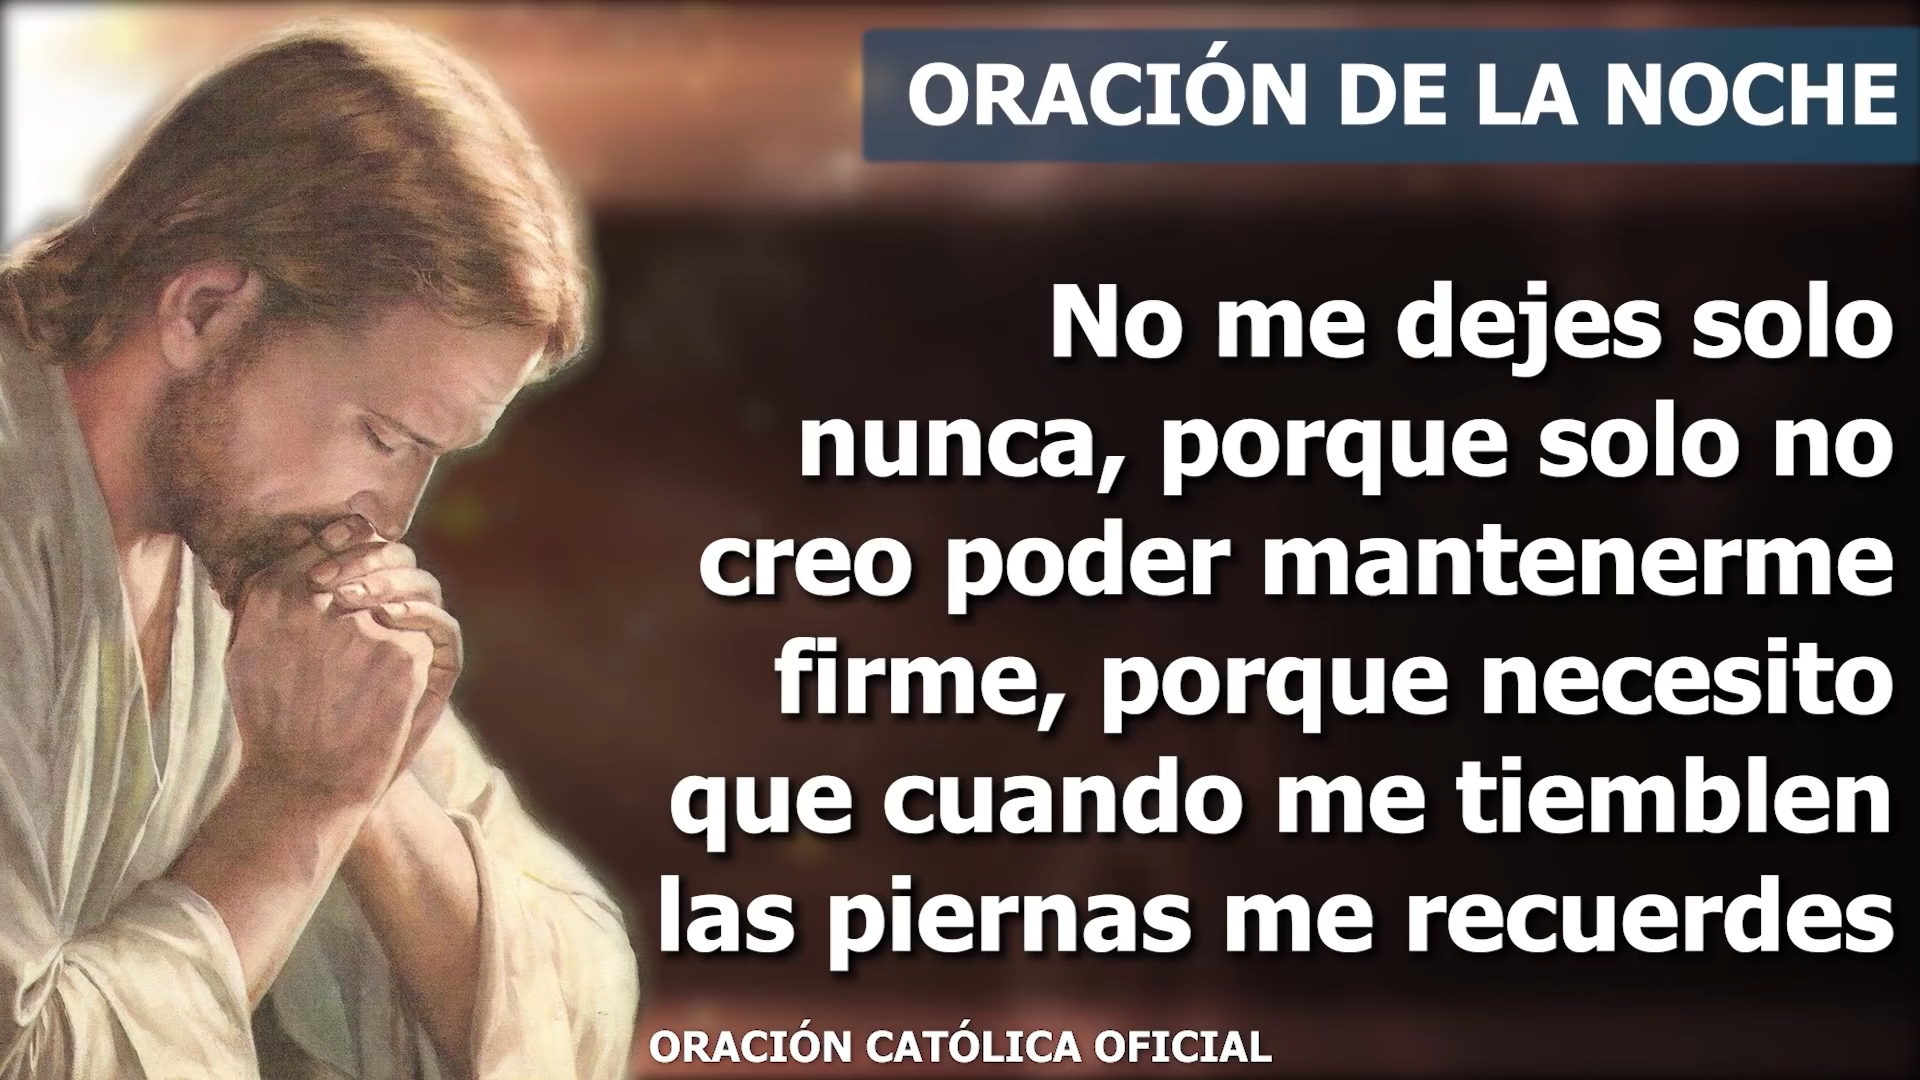 ORACIÓN DE LA NOCHE
No me dejes solo
nunca, porque solo no
creo poder mantenerme
firme, porque necesito
que cuando me tiemblen
las piernas me recuerdes
ORACIÓN CATÓLICA OFICIAL